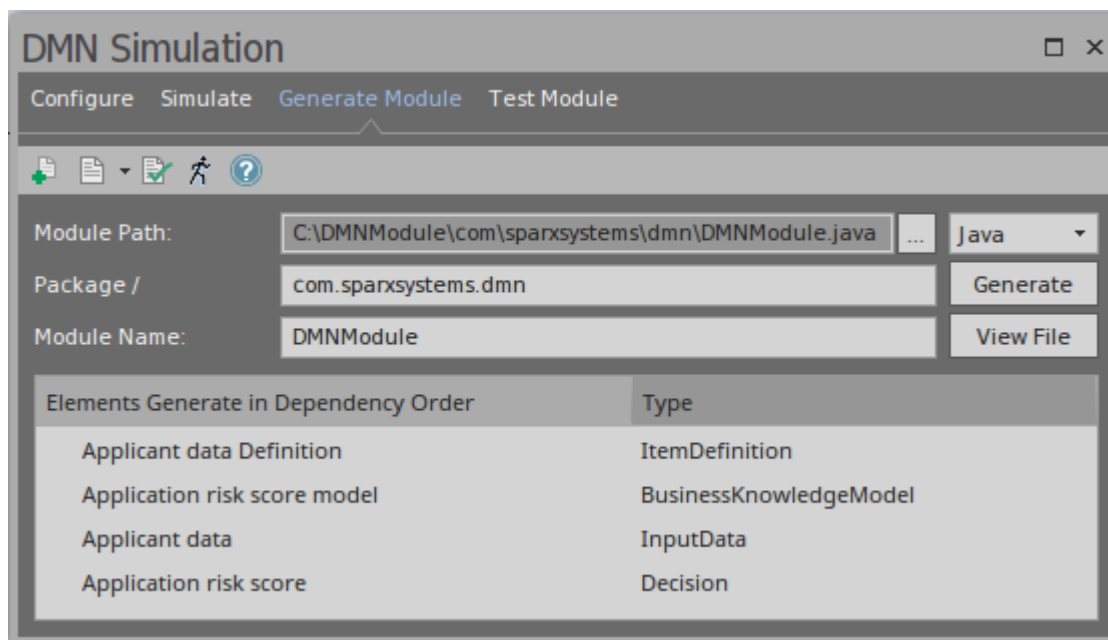 DMN Simulation
Configure Simulate Generate Module Test Module
Module Path: C:\DMNModule\com\sparxsystems\dmn\DMNModule.java ... Java
Package / com.sparxsystems.dmn Generate
Module Name: DMNModule View File
Elements Generate in Dependency Order Type
Applicant data Definition ItemDefinition
Application risk score model BusinessKnowledgeModel
Applicant data InputData
Application risk score Decision